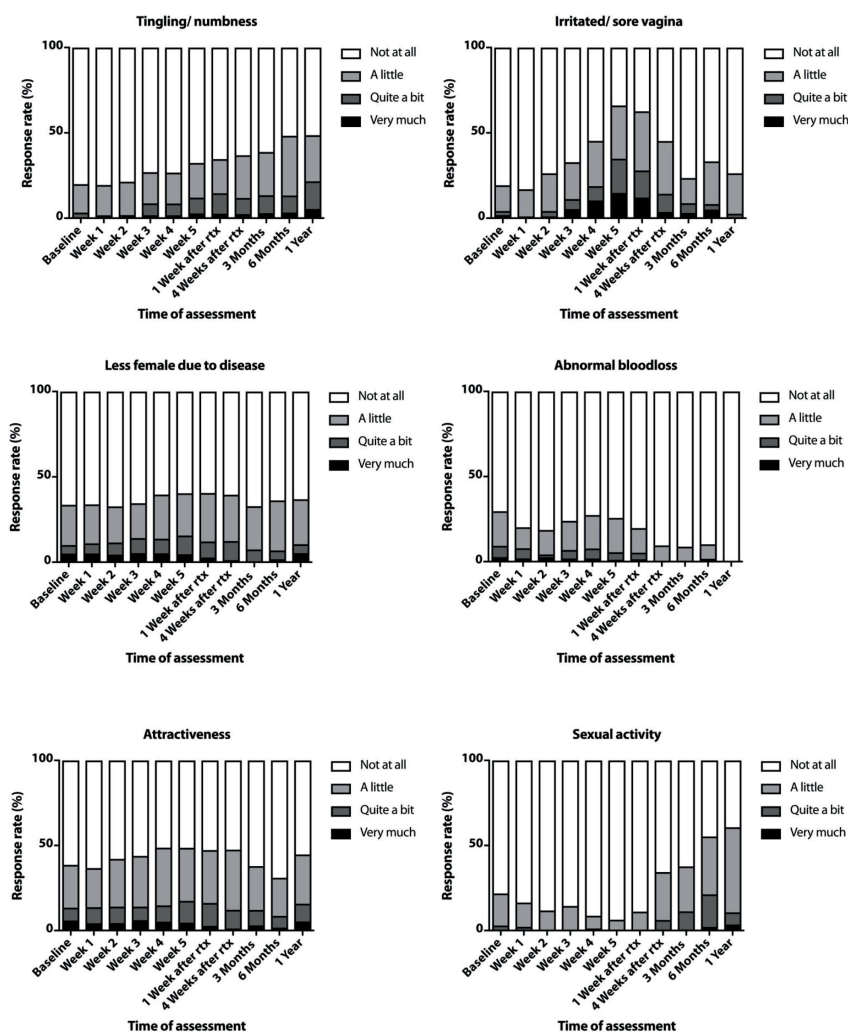 Tingling/ numbness
100
50
0
Response rate (%)
Not at all
A little
Quite a bit
Very much
Baseline
Week 1
Week 2
Week 3
Week 4
Week 5
1 Week after rtx
4 Weeks after rtx
3 Months
6 Months
1 Year
Time of assessment
Irritated/ sore vagina
100
50
0
Response rate (%)
Not at all
A little
Quite a bit
Very much
Baseline
Week 1
Week 2
Week 3
Week 4
Week 5
1 Week after rtx
4 Weeks after rtx
3 Months
6 Months
1 Year
Time of assessment
Less female due to disease
100
50
0
Response rate (%)
Not at all
A little
Quite a bit
Very much
Baseline
Week 1
Week 2
Week 3
Week 4
Week 5
1 Week after rtx
4 Weeks after rtx
3 Months
6 Months
1 Year
Time of assessment
Abnormal bloodloss
100
50
0
Response rate (%)
Not at all
A little
Quite a bit
Very much
Baseline
Week 1
Week 2
Week 3
Week 4
Week 5
1 Week after rtx
4 Weeks after rtx
3 Months
6 Months
1 Year
Time of assessment
Attractiveness
100
50
0
Response rate (%)
Not at all
A little
Quite a bit
Very much
Baseline
Week 1
Week 2
Week 3
Week 4
Week 5
1 Week after rtx
4 Weeks after rtx
3 Months
6 Months
1 Year
Time of assessment
Sexual activity
100
50
0
Response rate (%)
Not at all
A little
Quite a bit
Very much
Baseline
Week 1
Week 2
Week 3
Week 4
Week 5
1 Week after rtx
4 Weeks after rtx
3 Months
6 Months
1 Year
Time of assessment